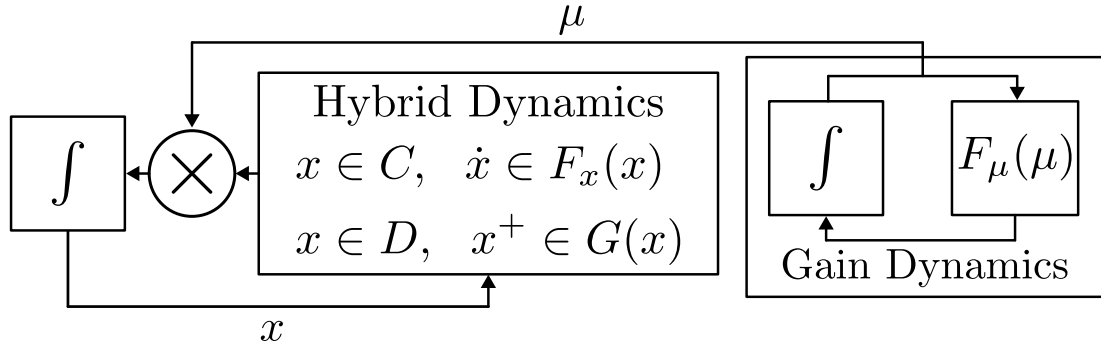 μ
Hybrid Dynamics
x ∈ C, ẋ ∈ F_x(x)
x ∈ D, x⁺ ∈ G(x)
∫
×
∫
F_μ(μ)
Gain Dynamics
x